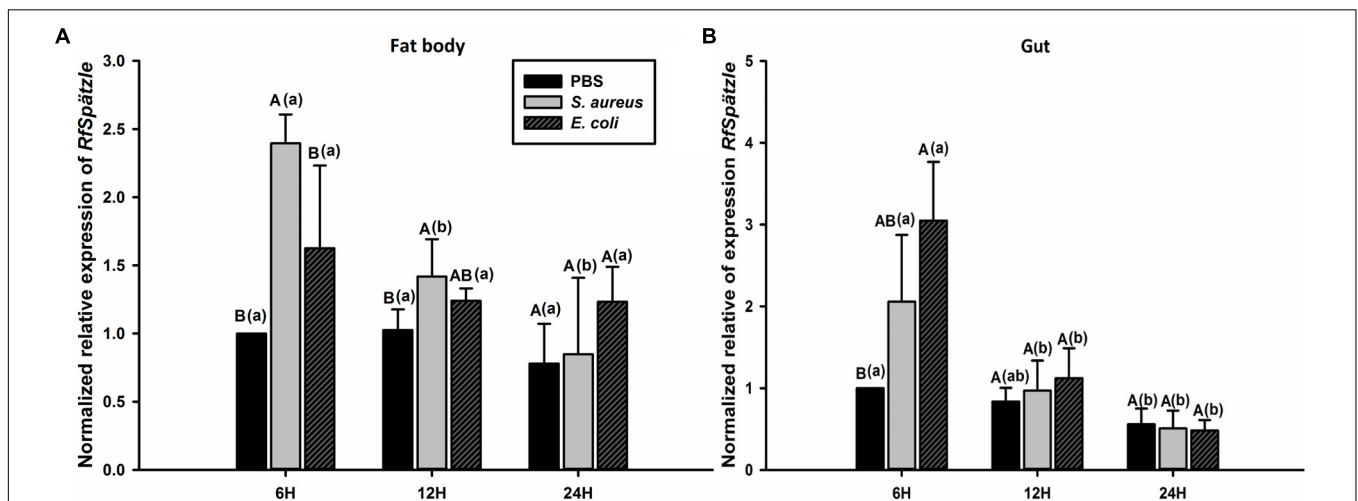 A
Fat body
Normalized relative expression of RfSpätzle
3.0
2.5
2.0
1.5
1.0
0.5
0.0
PBS
S. aureus
E. coli
B(a)
A(a)
B(a)
B(a)
A(b)
AB(a)
A(a)
A(b)
A(a)
6H
12H
24H
B
Gut
Normalized relative of expression RfSpätzle
5
4
3
2
1
0
B(a)
AB(a)
A(a)
A(ab)
A(b)
A(b)
A(b)
A(b)
A(b)
6H
12H
24H